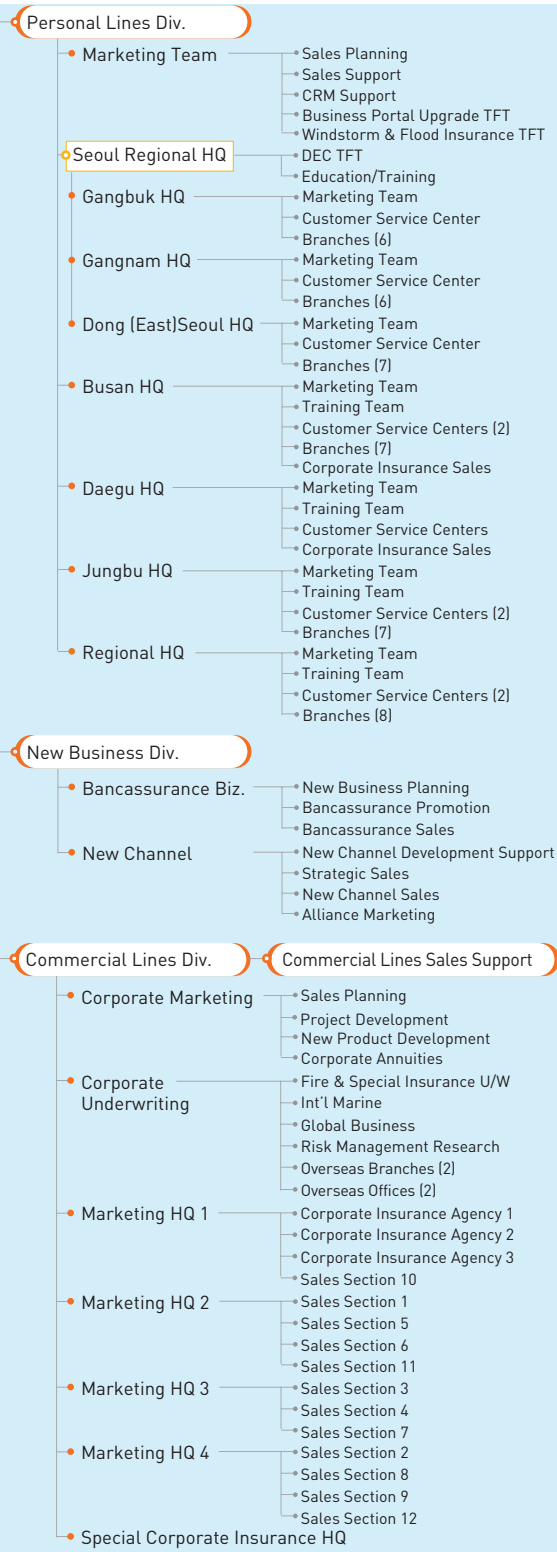 Personal Lines Div.
Marketing Team
Sales Planning
Sales Support
CRM Support
Business Portal Upgrade TFT
Windstorm & Flood Insurance TFT
Seoul Regional HQ
DEC TFT
Education/Training
Gangbuk HQ
Marketing Team
Customer Service Center
Branches (6)
Gangnam HQ
Marketing Team
Customer Service Center
Branches (6)
Dong (East)Seoul HQ
Marketing Team
Customer Service Center
Branches (7)
Busan HQ
Marketing Team
Training Team
Customer Service Centers (2)
Branches (7)
Corporate Insurance Sales
Daegu HQ
Marketing Team
Training Team
Customer Service Centers
Corporate Insurance Sales
Jungbu HQ
Marketing Team
Training Team
Customer Service Centers (2)
Branches (7)
Regional HQ
Marketing Team
Training Team
Customer Service Centers (2)
Branches (8)
New Business Div.
Bancassurance Biz.
New Business Planning
Bancassurance Promotion
Bancassurance Sales
New Channel
New Channel Development Support
Strategic Sales
New Channel Sales
Alliance Marketing
Commercial Lines Div.
Commercial Lines Sales Support
Corporate Marketing
Sales Planning
Project Development
New Product Development
Corporate Annuities
Corporate
Underwriting
Fire & Special Insurance U/W
Int'l Marine
Global Business
Risk Management Research
Overseas Branches (2)
Overseas Offices (2)
Marketing HQ 1
Corporate Insurance Agency 1
Corporate Insurance Agency 2
Corporate Insurance Agency 3
Sales Section 10
Marketing HQ 2
Sales Section 1
Sales Section 5
Sales Section 6
Sales Section 11
Marketing HQ 3
Sales Section 3
Sales Section 4
Sales Section 7
Marketing HQ 4
Sales Section 2
Sales Section 8
Sales Section 9
Sales Section 12
Special Corporate Insurance HQ